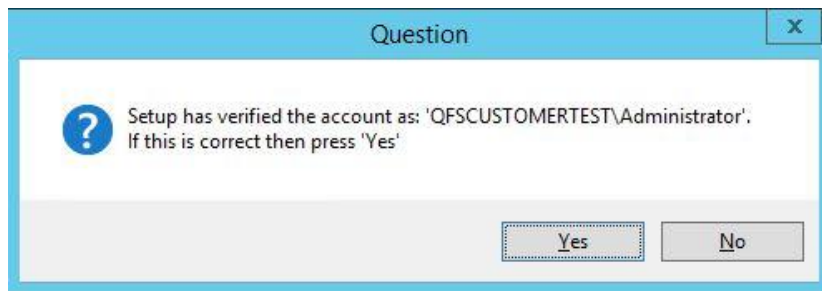 Question
x
?
Setup has verified the account as: 'QFSCUSTOMERTEST\Administrator'.
If this is correct then press 'Yes'
Yes
No